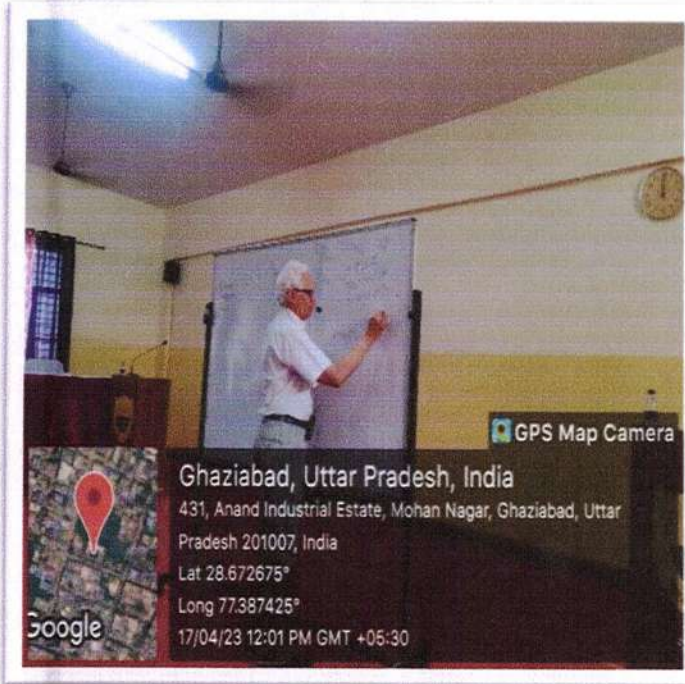 GPS Map Camera
Ghaziabad, Uttar Pradesh, India
431, Anand Industrial Estate, Mohan Nagar, Ghaziabad, Uttar
Pradesh 201007, India
Lat 28.672675°
Long 77.387425°
17/04/23 12:01 PM GMT +05:30
Google